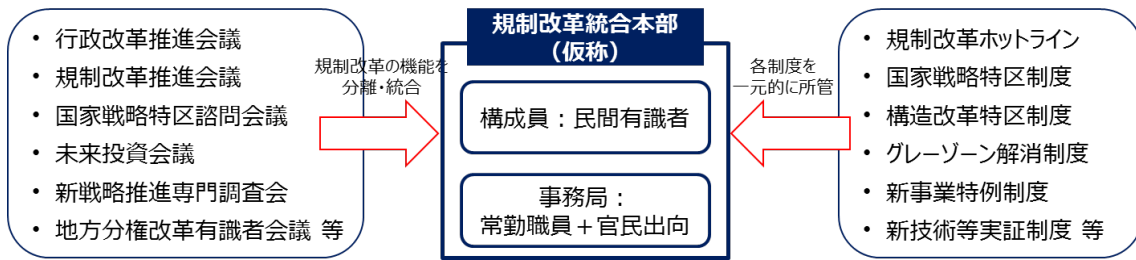 ・ 行政改革推進会議
・ 規制改革推進会議
・ 国家戦略特区諮問会議
・ 未来投資会議
・ 新戦略推進専門調査会
・ 地方分権改革有識者会議 等
規制改革の機能を
分離・統合
規制改革統合本部
（仮称）
構成員：民間有識者
事務局：
常勤職員＋官民出向
各制度を
一元的に所管
・ 規制改革ホットライン
・ 国家戦略特区制度
・ 構造改革特区制度
・ グレーゾーン解消制度
・ 新事業特例制度
・ 新技術等実証制度 等